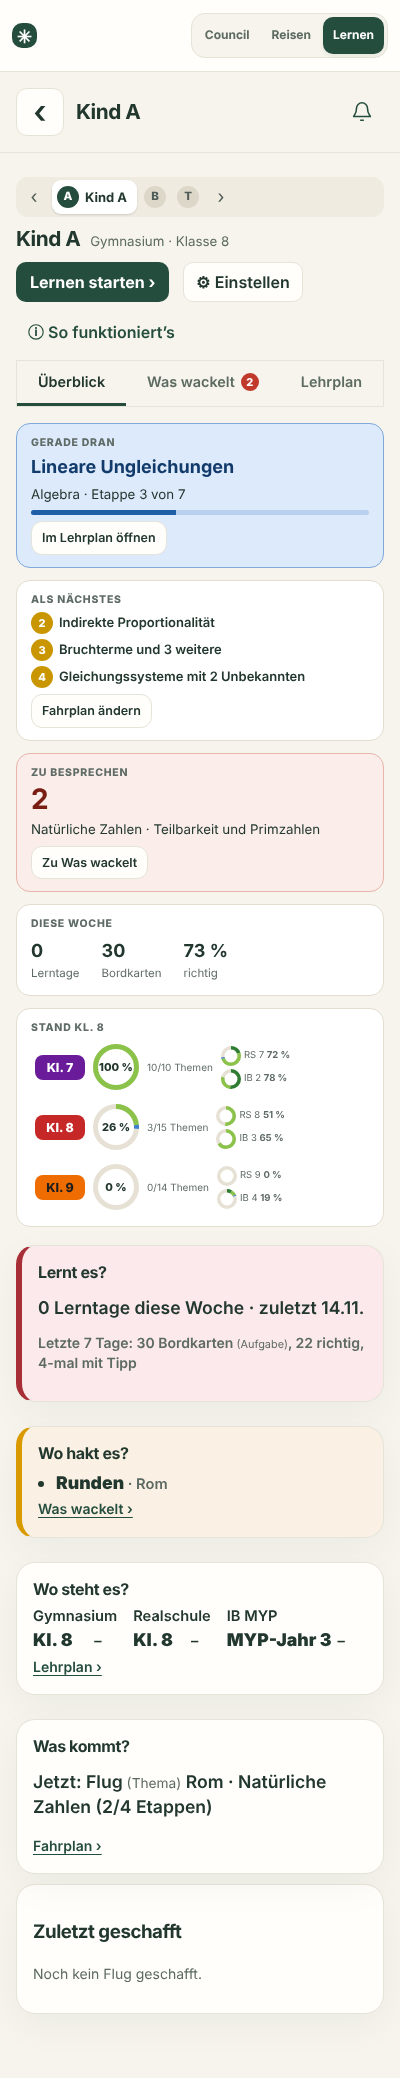 Council Reisen Lernen
Kind A
A Kind A B T
Kind A Gymnasium · Klasse 8
Lernen starten › ⚙ Einstellen
ⓘ So funktioniert’s
Überblick Was wackelt 2 Lehrplan
GERADE DRAN
Lineare Ungleichungen
Algebra · Etappe 3 von 7
Im Lehrplan öffnen
ALS NÄCHSTES
2 Indirekte Proportionalität
3 Bruchterme und 3 weitere
4 Gleichungssysteme mit 2 Unbekannten
Fahrplan ändern
ZU BESPRECHEN
2
Natürliche Zahlen · Teilbarkeit und Primzahlen
Zu Was wackelt
DIESE WOCHE
0 30 73 %
Lerntage Bordkarten richtig
STAND KL. 8
Kl. 7 100 % 10/10 Themen RS 7 72 %
IB 2 78 %
Kl. 8 26 % 3/15 Themen RS 8 51 %
IB 3 65 %
Kl. 9 0 % 0/14 Themen RS 9 0 %
IB 4 19 %
Lernt es?
0 Lerntage diese Woche · zuletzt 14.11.
Letzte 7 Tage: 30 Bordkarten (Aufgabe), 22 richtig,
4-mal mit Tipp
Wo hakt es?
• Runden · Rom
Was wackelt ›
Wo steht es?
Gymnasium Realschule IB MYP
Kl. 8 – Kl. 8 – MYP-Jahr 3 –
Lehrplan ›
Was kommt?
Jetzt: Flug (Thema) Rom · Natürliche
Zahlen (2/4 Etappen)
Fahrplan ›
Zuletzt geschafft
Noch kein Flug geschafft.